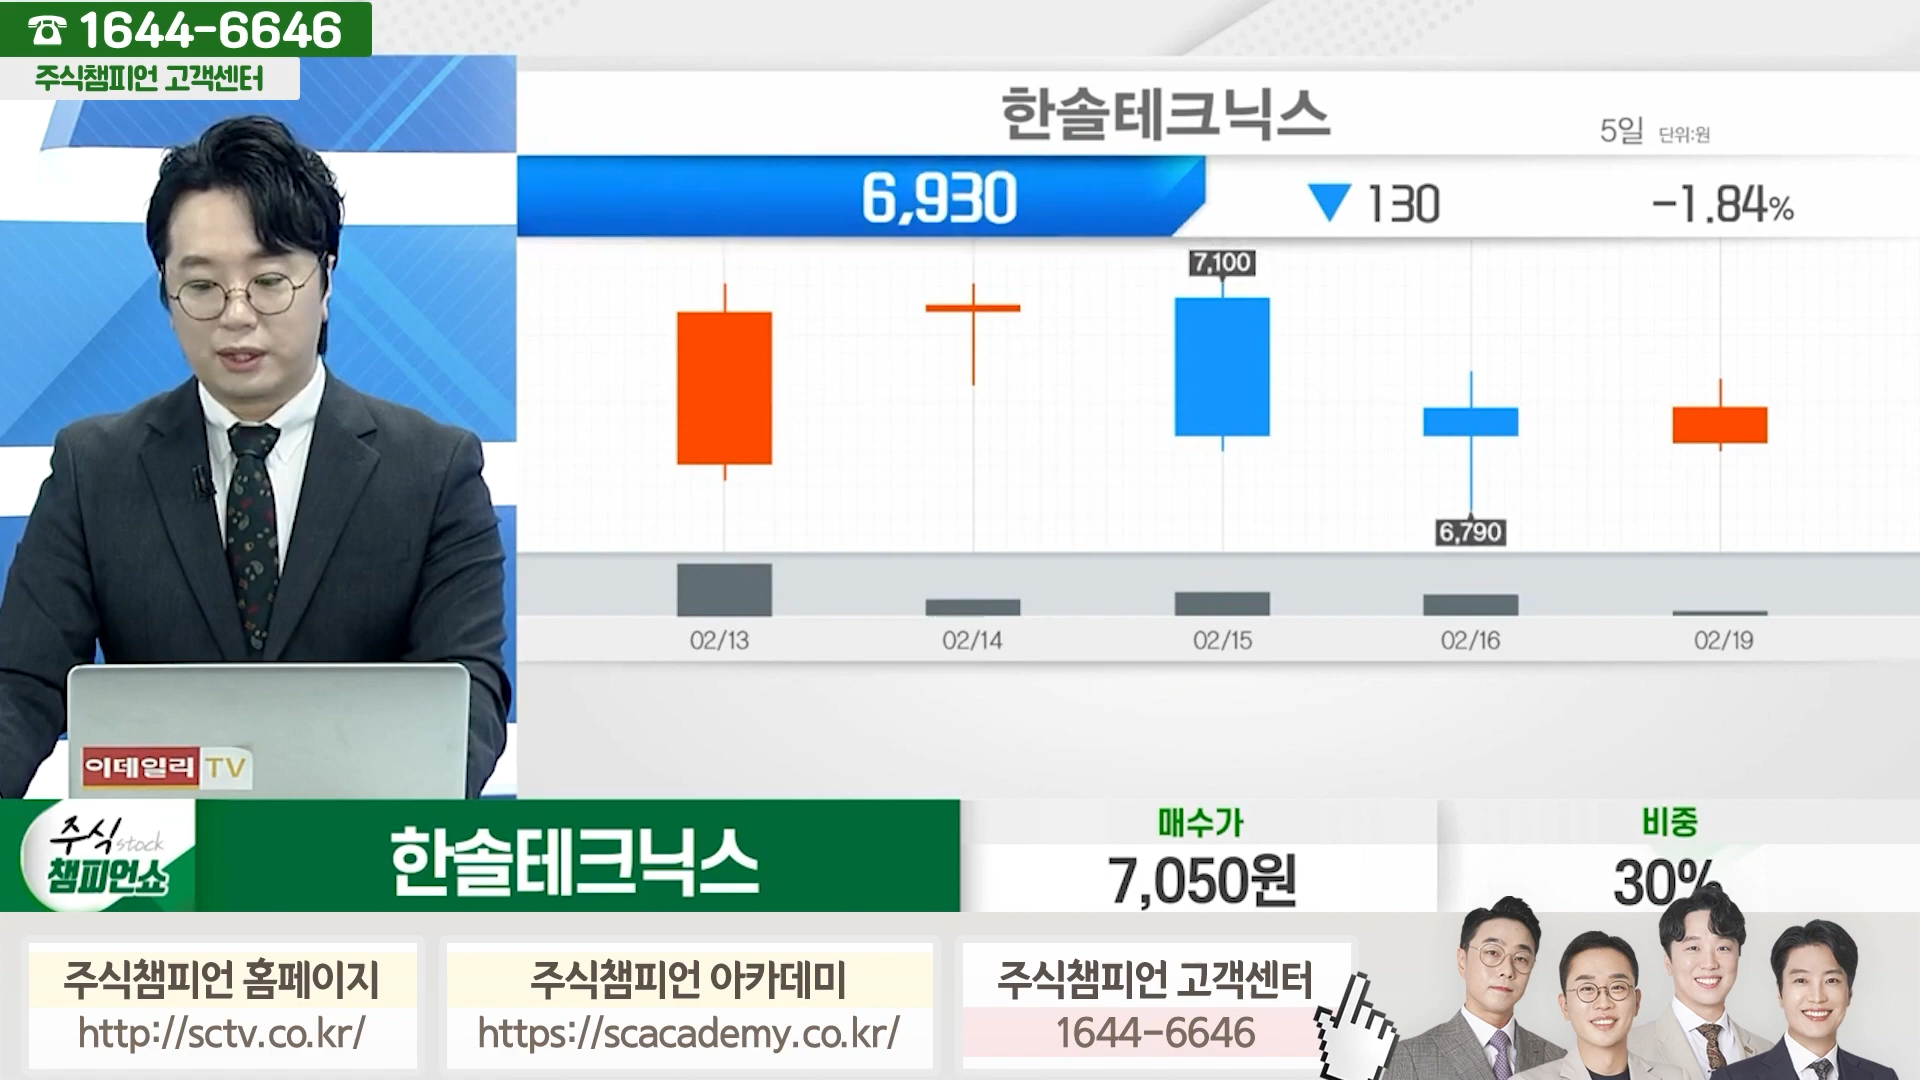 ☎ 1644-6646
주식챔피언 고객센터
한솔테크닉스
5일 단위:원
6,930 ▼130 -1.84%
7,100
6,790
02/13 02/14 02/15 02/16 02/19
이데일리 TV
주식 stock
챔피언쇼
한솔테크닉스
매수가
7,050원
비중
30%
주식챔피언 홈페이지
http://sctv.co.kr/
주식챔피언 아카데미
https://scacademy.co.kr/
주식챔피언 고객센터
1644-6646